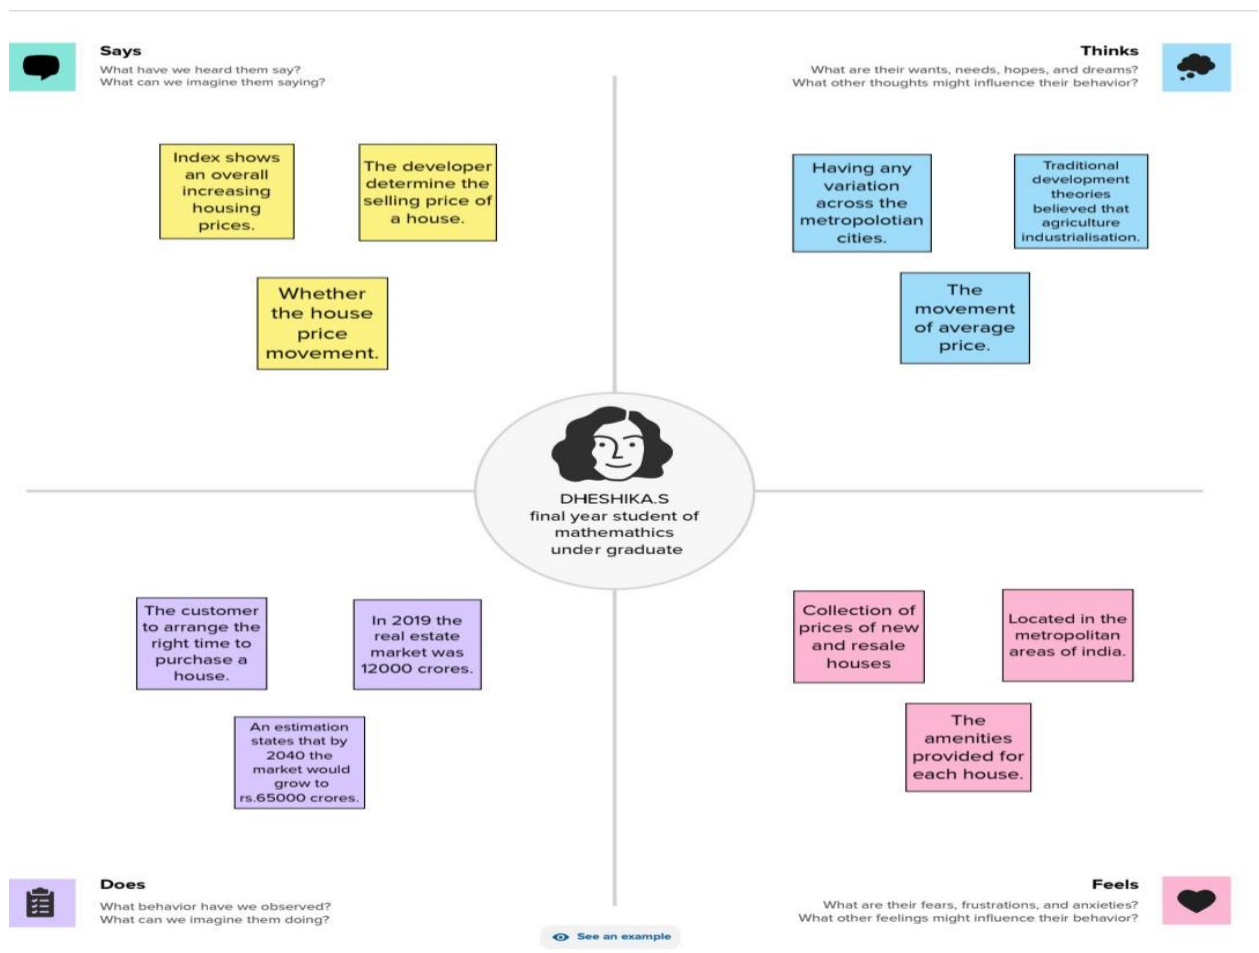 Says
What have we heard them say?
What can we imagine them saying?
Thinks
What are their wants, needs, hopes, and dreams?
What other thoughts might influence their behavior?
Index shows
an overall
increasing
housing
prices.
The developer
determine the
selling price of
a house.
Whether
the house
price
movement.
Having any
variation
across the
metropolotian
cities.
Traditional
development
theories
believed that
agriculture
industrialisation.
The
movement
of average
price.
DHESHIKA.S
final year student of
mathemathics
under graduate
The customer
to arrange the
right time to
purchase a
house.
In 2019 the
real estate
market was
12000 crores.
An estimation
states that by
2040 the
market would
grow to
rs.65000 crores.
Collection of
prices of new
and resale
houses
Located in the
metropolitan
areas of india.
The
amenities
provided for
each house.
Does
What behavior have we observed?
What can we imagine them doing?
Feels
What are their fears, frustrations, and anxieties?
What other feelings might influence their behavior?
See an example